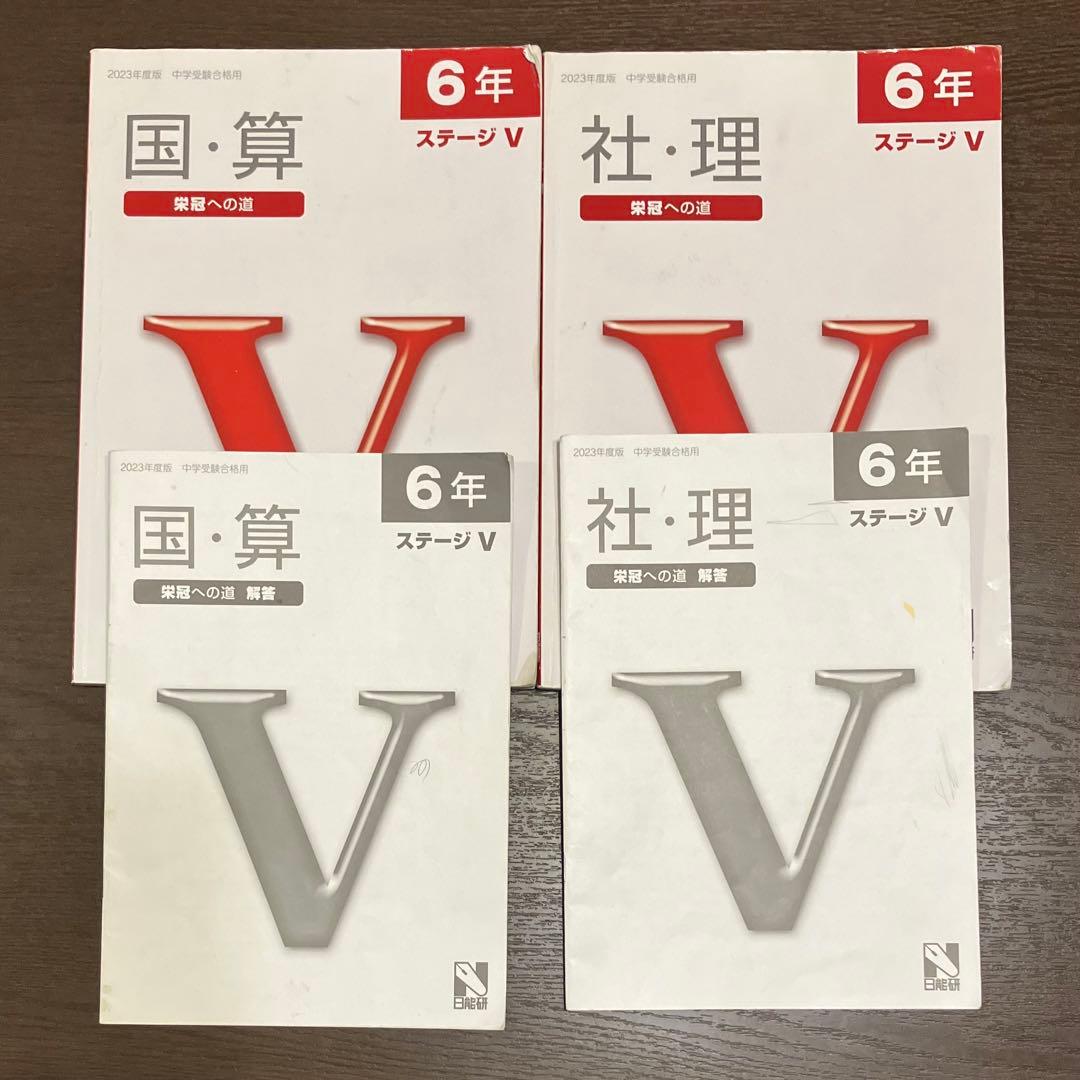 2023年度版 中学受験合格用
6年
国・算
ステージ V
栄冠への道
V
2023年度版 中学受験合格用
6年
社・理
ステージ V
栄冠への道
V
2023年度版 中学受験合格用
6年
国・算
ステージ V
栄冠への道 解答
V
日能研
2023年度版 中学受験合格用
6年
社・理
ステージ V
栄冠への道 解答
V
日能研